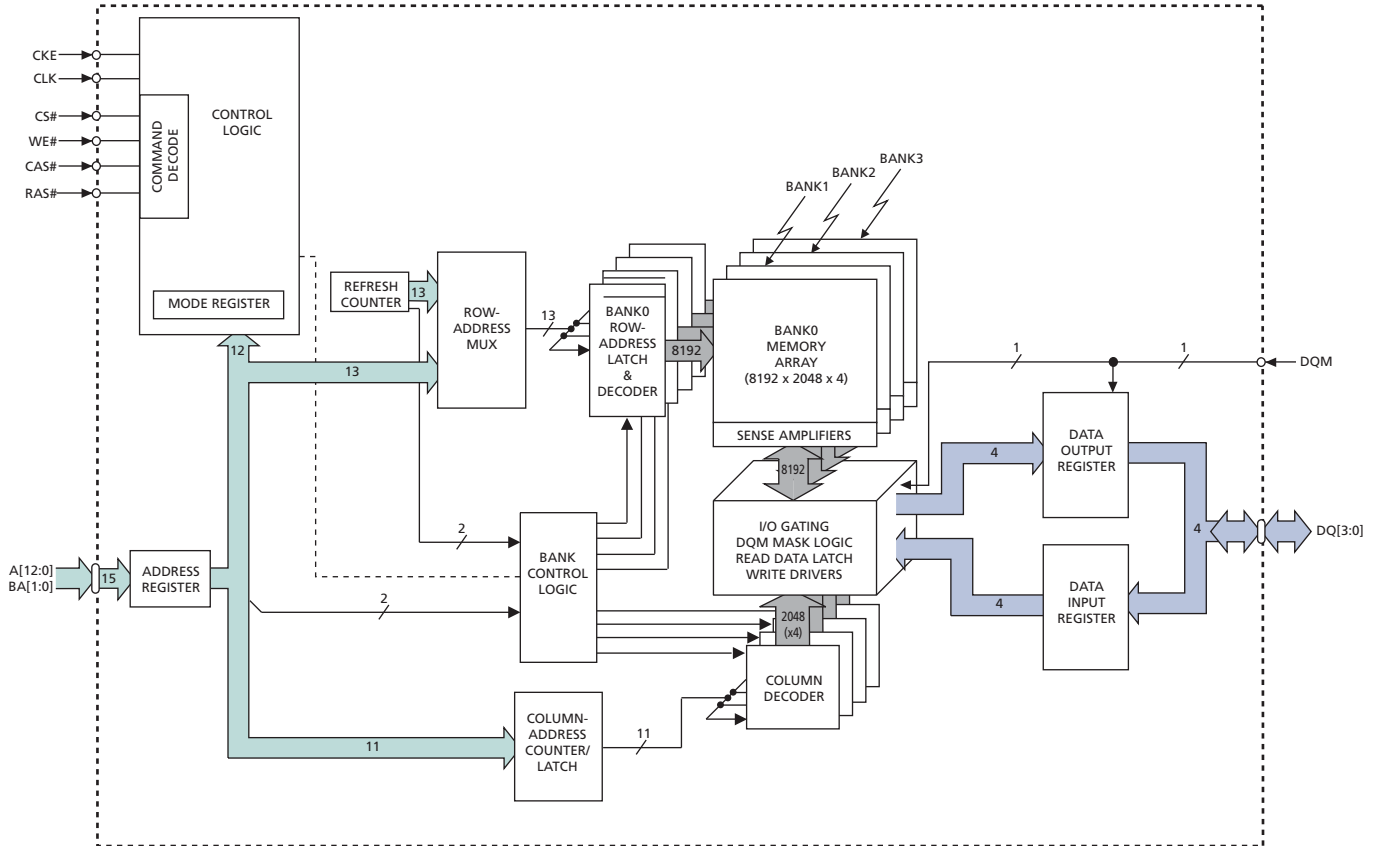 CKE
CLK
CS#
WE#
CAS#
RAS#
COMMAND
DECODE
CONTROL
LOGIC
MODE REGISTER
12
REFRESH
COUNTER
13
13
ROW-
ADDRESS
MUX
13
BANK0
ROW-
ADDRESS
LATCH
&
DECODER
8192
BANK1
BANK2
BANK3
BANK0
MEMORY
ARRAY
(8192 x 2048 x 4)
SENSE AMPLIFIERS
8192
I/O GATING
DQM MASK LOGIC
READ DATA LATCH
WRITE DRIVERS
2048
(x4)
COLUMN
DECODER
1
1
DQM
4
DATA
OUTPUT
REGISTER
4
DQ[3:0]
4
DATA
INPUT
REGISTER
A[12:0]
BA[1:0]
15
ADDRESS
REGISTER
2
2
BANK
CONTROL
LOGIC
11
COLUMN-
ADDRESS
COUNTER/
LATCH
11